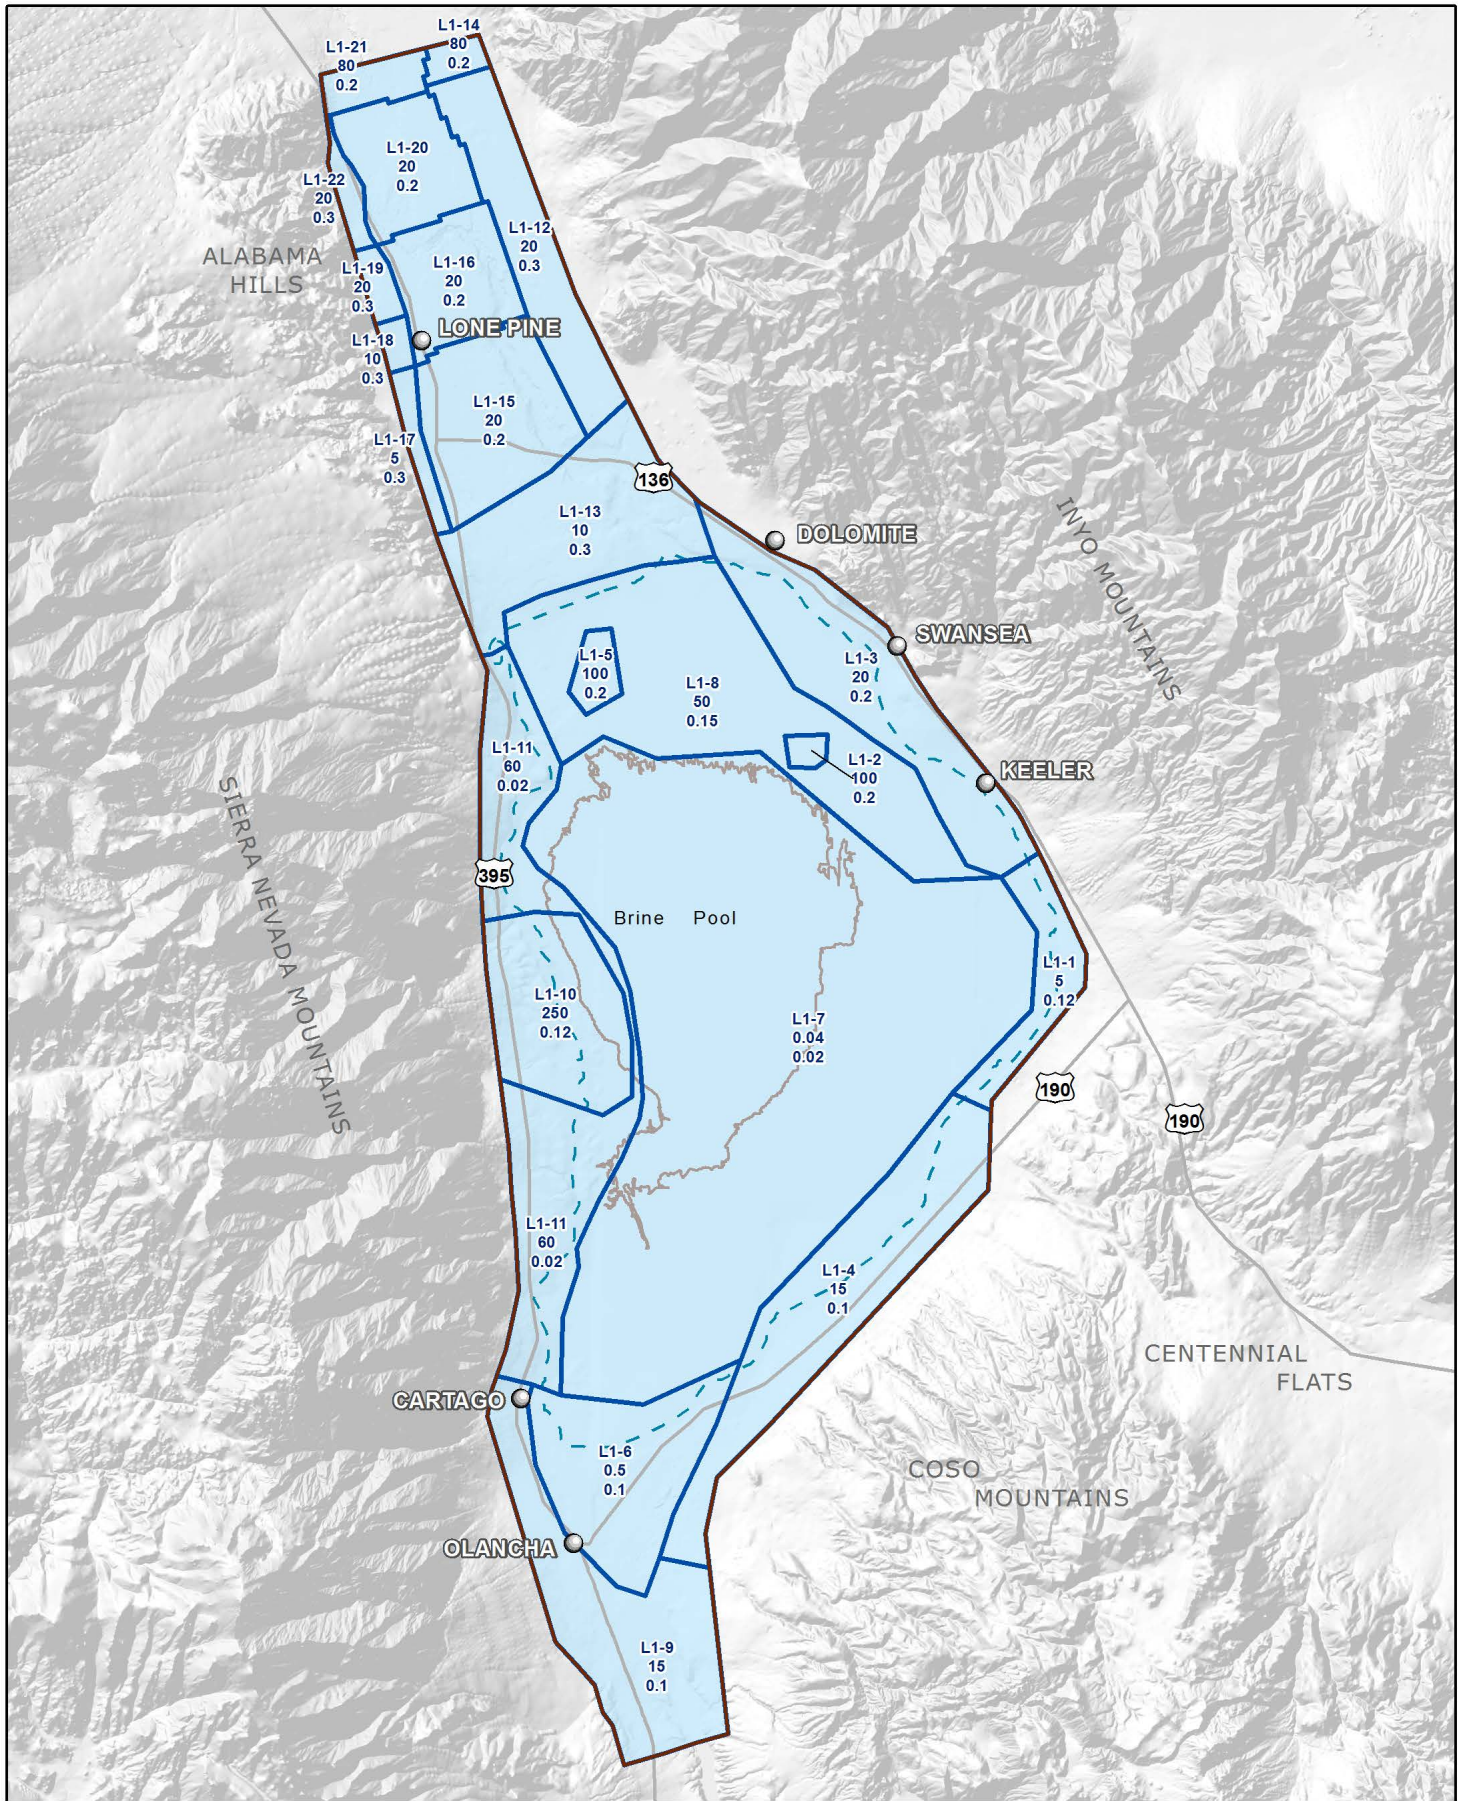 L1-14
80
0.2
L1-21
80
0.2
L1-20
20
0.2
L1-22
20
0.3
L1-12
20
0.3
ALABAMA
HILLS
L1-19
20
0.3
L1-16
20
0.2
LONE PINE
L1-18
10
0.3
L1-15
20
0.2
L1-17
5
0.3
136
L1-13
10
0.3
DOLOMITE
INYO MOUNTAINS
SWANSEA
L1-5
100
0.2
L1-3
20
0.2
L1-8
50
0.15
L1-11
60
0.02
L1-2
100
0.2
KEELER
SIERRA NEVADA MOUNTAINS
395
Brine Pool
L1-1
5
0.12
L1-10
250
0.12
L1-7
0.04
0.02
190
190
L1-11
60
0.02
L1-4
15
0.1
CENTENNIAL
FLATS
CARTAGO
L1-6
0.5
0.1
COSO
MOUNTAINS
OLANCHA
L1-9
15
0.1